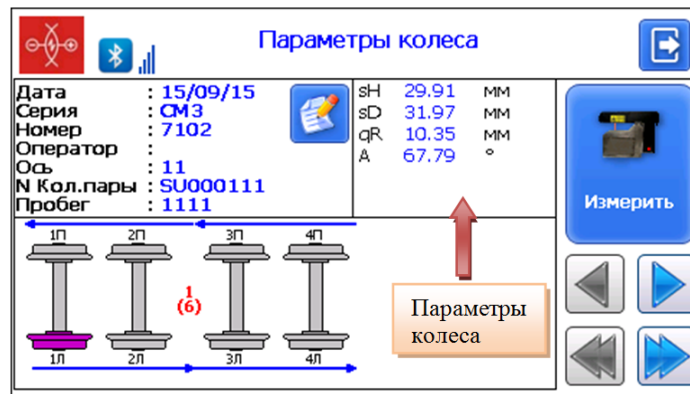 Параметры колеса
Дата : 15/09/15
Серия : СМ3
Номер : 7102
Оператор :
Ось : 11
N Кол.пары : SU000111
Пробег : 1111
sH 29.91 мм
sD 31.97 мм
qR 10.35 мм
A 67.79 °
Измерить
1П 2П 3П 4П
1
(6)
1Л 2Л 3Л 4Л
Параметры
колеса